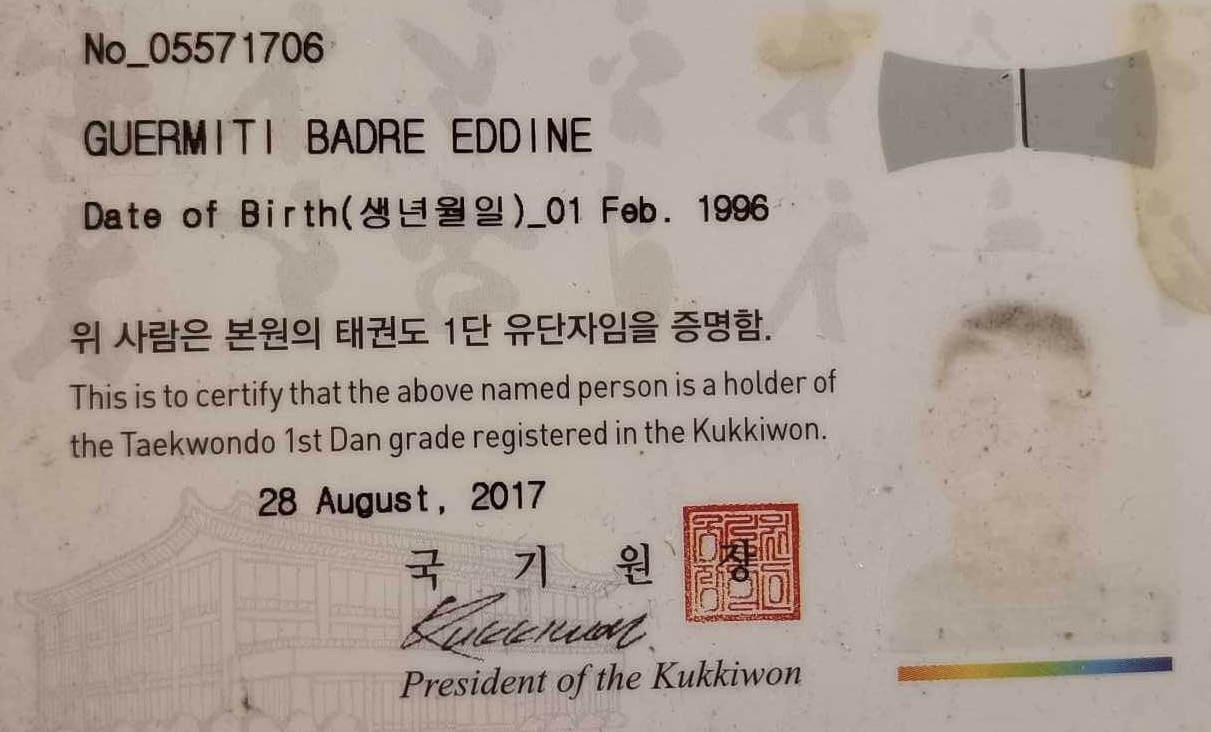 No_05571706
GUERMITI BADRE EDDINE
Date of Birth(생년월일)_01 Feb. 1996
위 사람은 본원의 태권도 1단 유단자임을 증명함.
This is to certify that the above named person is a holder of
the Taekwondo 1st Dan grade registered in the Kukkiwon.
28 August, 2017
국 기 원 장
Kukkiwon
President of the Kukkiwon